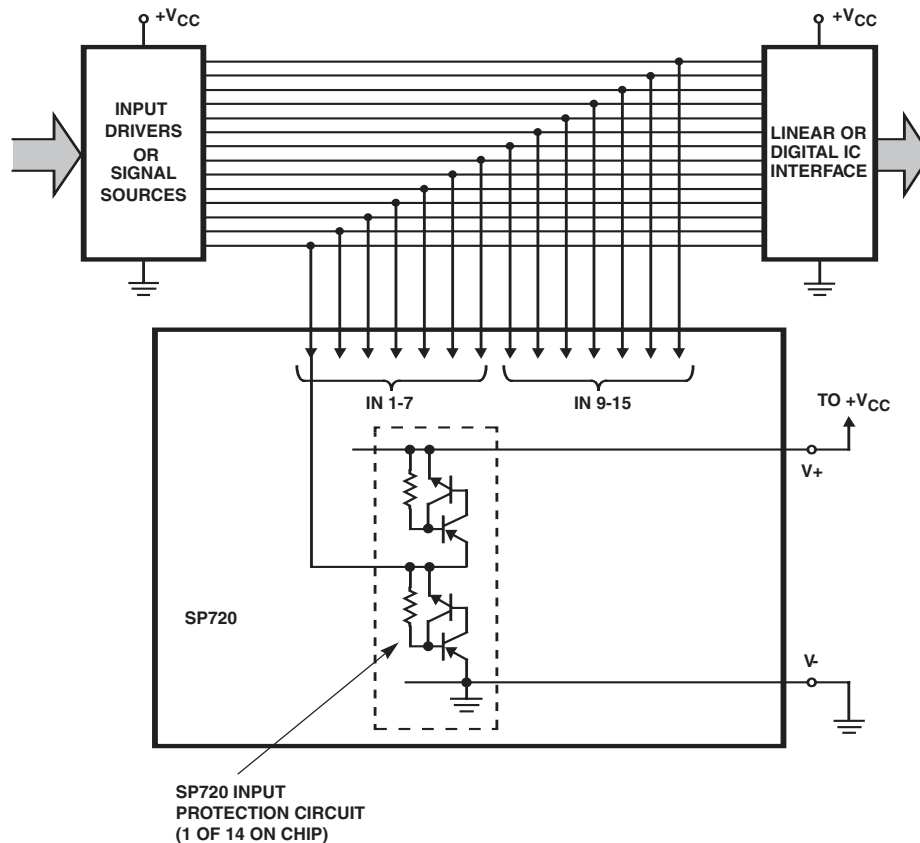 +VCC
+VCC
INPUT
DRIVERS
OR
SIGNAL
SOURCES
LINEAR OR
DIGITAL IC
INTERFACE
IN 1-7
IN 9-15
TO +VCC
V+
SP720
V-
SP720 INPUT
PROTECTION CIRCUIT
(1 OF 14 ON CHIP)